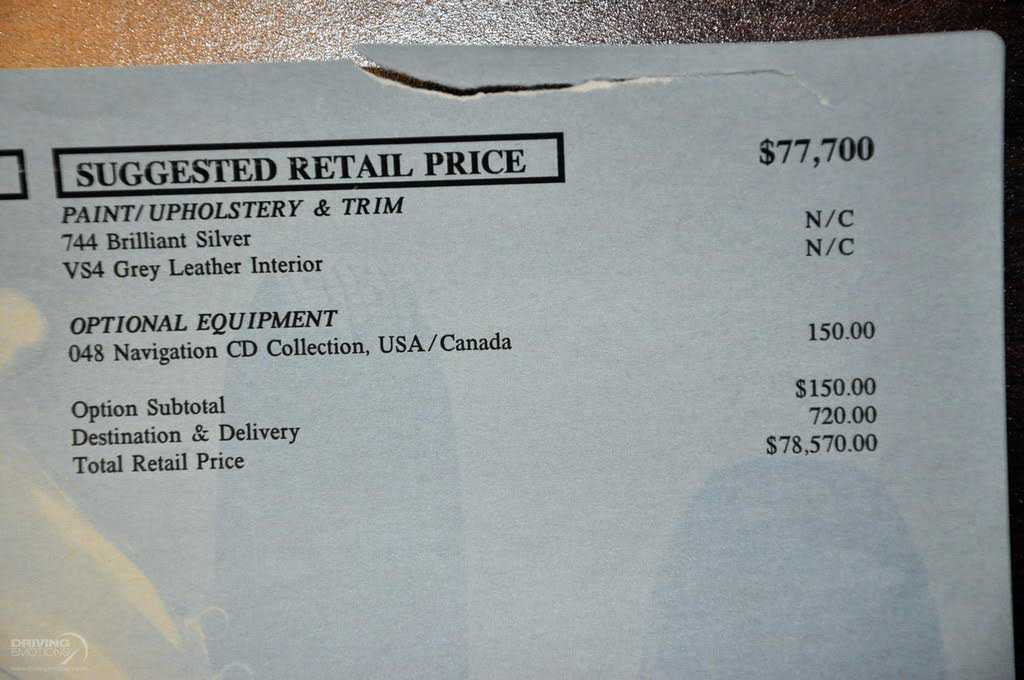 SUGGESTED RETAIL PRICE $77,700
PAINT/UPHOLSTERY & TRIM
744 Brilliant Silver N/C
VS4 Grey Leather Interior N/C
OPTIONAL EQUIPMENT
048 Navigation CD Collection, USA/Canada 150.00
Option Subtotal $150.00
Destination & Delivery 720.00
Total Retail Price $78,570.00
DRIVING
EMOTIONS